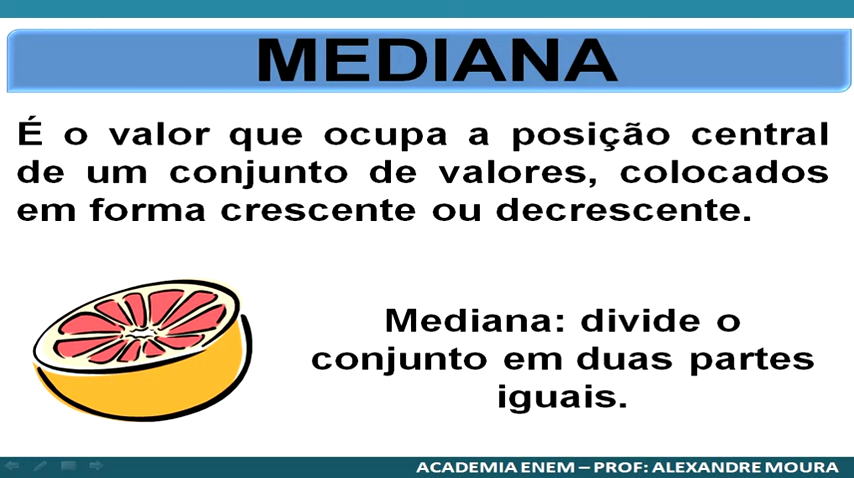 MEDIANA
É o valor que ocupa a posição central
de um conjunto de valores, colocados
em forma crescente ou decrescente.
Mediana: divide o
conjunto em duas partes
iguais.
ACADEMIA ENEM – PROF: ALEXANDRE MOURA